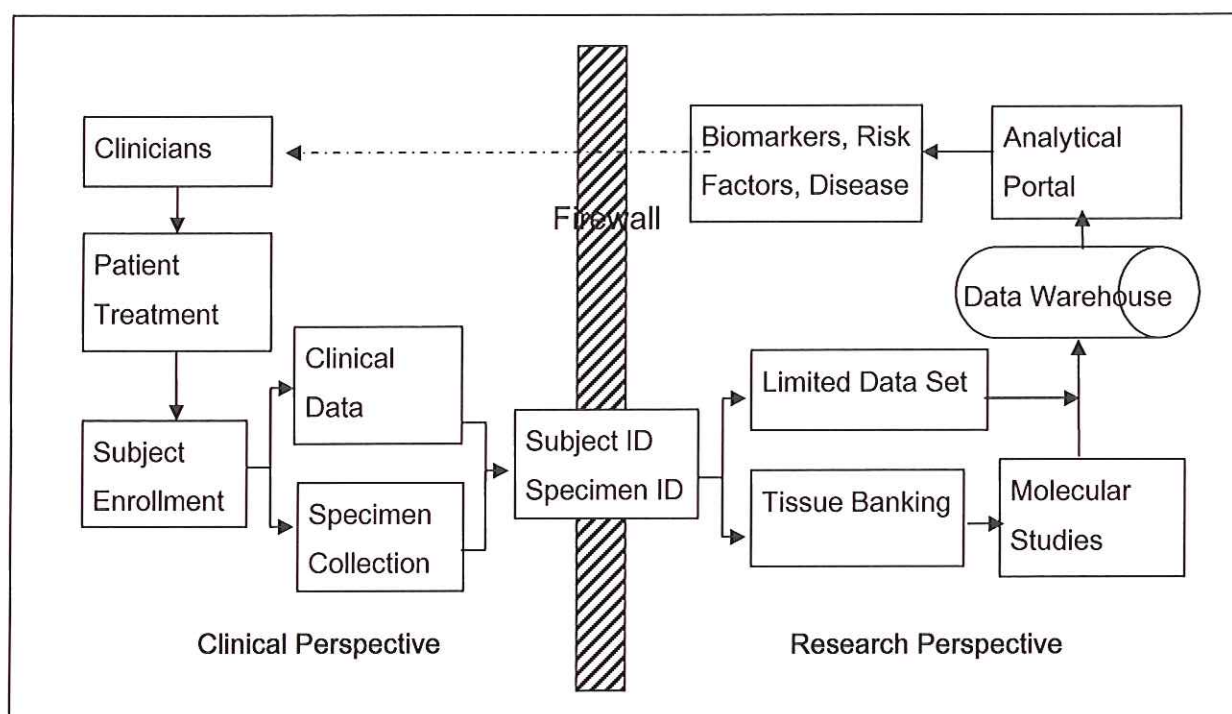 Clinicians
Patient
Treatment
Subject
Enrollment
Clinical
Data
Specimen
Collection
Clinical Perspective
Firewall
Subject ID
Specimen ID
Biomarkers, Risk
Factors, Disease
Analytical
Portal
Data Warehouse
Limited Data Set
Tissue Banking
Molecular
Studies
Research Perspective